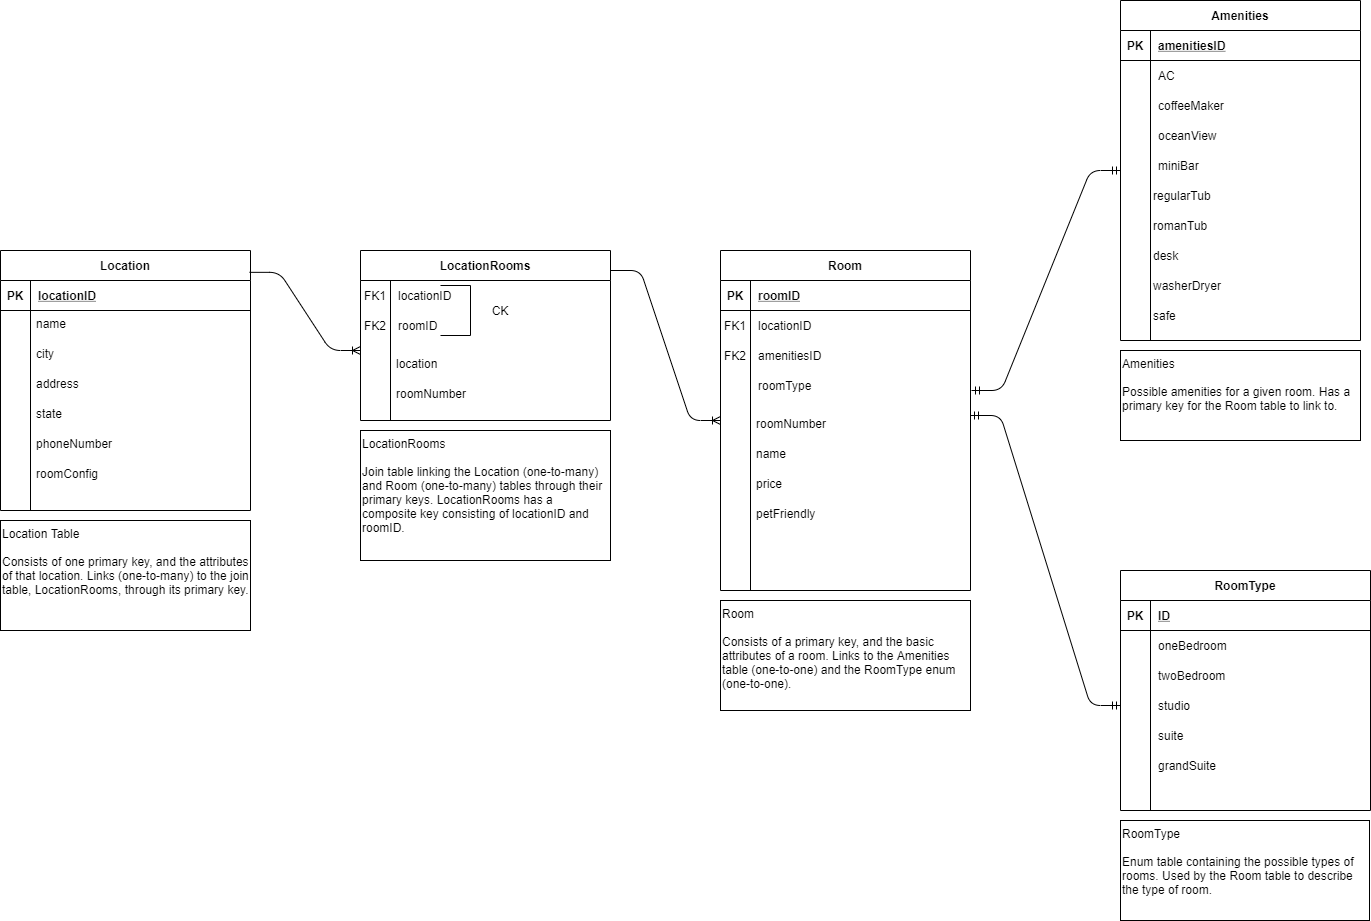 Amenities
PK amenitiesID
AC
coffeeMaker
oceanView
miniBar
regularTub
romanTub
desk
washerDryer
safe
Amenities
Possible amenities for a given room. Has a
primary key for the Room table to link to.
Location
PK locationID
name
city
address
state
phoneNumber
roomConfig
Location Table
Consists of one primary key, and the attributes
of that location. Links (one-to-many) to the join
table, LocationRooms, through its primary key.
LocationRooms
FK1 locationID
CK
FK2 roomID
location
roomNumber
LocationRooms
Join table linking the Location (one-to-many)
and Room (one-to-many) tables through their
primary keys. LocationRooms has a
composite key consisting of locationID and
roomID.
Room
PK roomID
FK1 locationID
FK2 amenitiesID
roomType
roomNumber
name
price
petFriendly
Room
Consists of a primary key, and the basic
attributes of a room. Links to the Amenities
table (one-to-one) and the RoomType enum
(one-to-one).
RoomType
PK ID
oneBedroom
twoBedroom
studio
suite
grandSuite
RoomType
Enum table containing the possible types of
rooms. Used by the Room table to describe
the type of room.